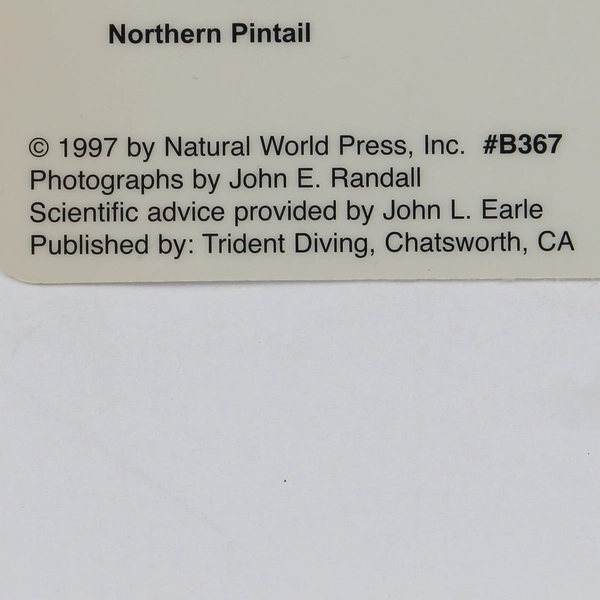 Northern Pintail
© 1997 by Natural World Press, Inc. #B367
Photographs by John E. Randall
Scientific advice provided by John L. Earle
Published by: Trident Diving, Chatsworth, CA